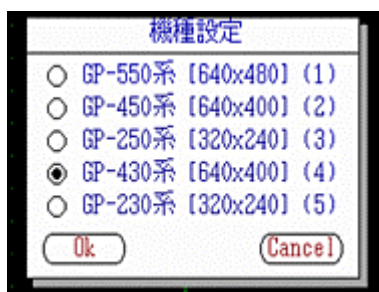 機種設定
GP-550系 [640x480] (1)
GP-450系 [640x400] (2)
GP-250系 [320x240] (3)
GP-430系 [640x400] (4)
GP-230系 [320x240] (5)
Ok Cancel